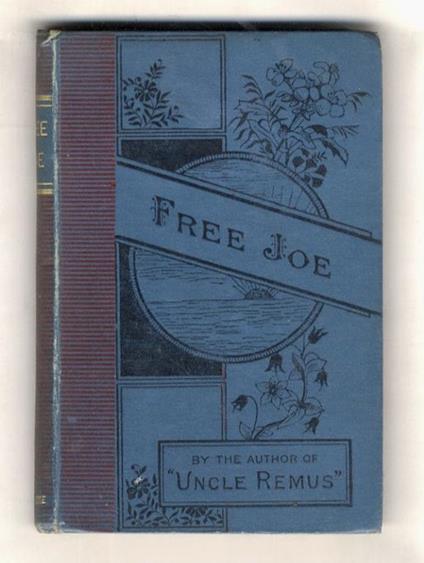 FREE JOE
BY THE AUTHOR OF
"UNCLE REMUS"